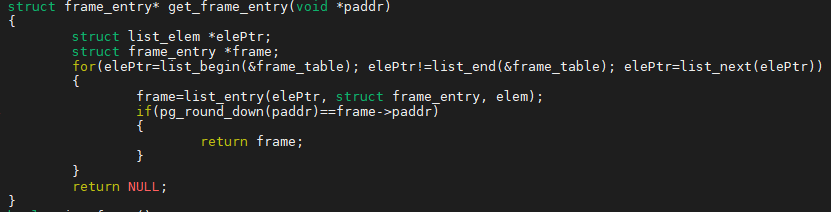 struct frame_entry* get_frame_entry(void *paddr)
{
        struct list_elem *elePtr;
        struct frame_entry *frame;
        for(elePtr=list_begin(&frame_table); elePtr!=list_end(&frame_table); elePtr=list_next(elePtr))
        {
                frame=list_entry(elePtr, struct frame_entry, elem);
                if(pg_round_down(paddr)==frame->paddr)
                {
                        return frame;
                }
        }
        return NULL;
}